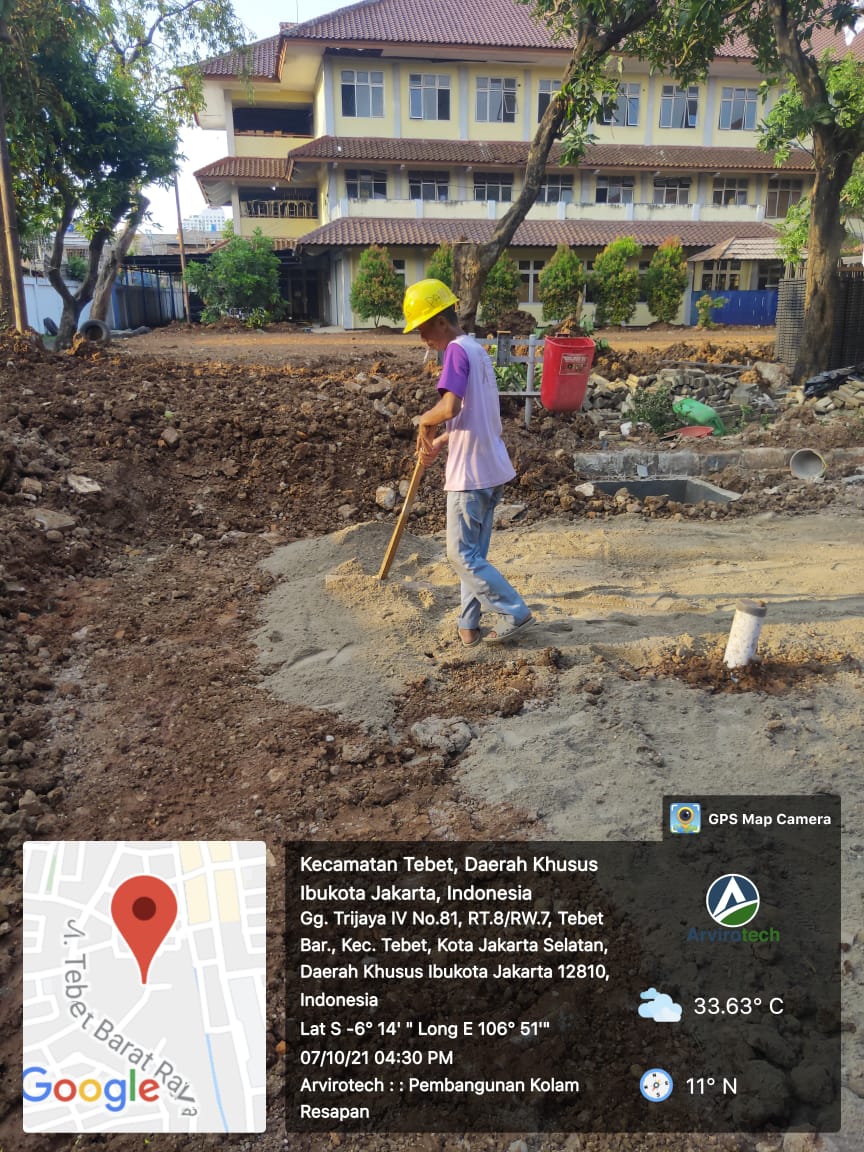 GPS Map Camera
Kecamatan Tebet, Daerah Khusus
Ibukota Jakarta, Indonesia
Gg. Trijaya IV No.81, RT.8/RW.7, Tebet
Bar., Kec. Tebet, Kota Jakarta Selatan,
Daerah Khusus Ibukota Jakarta 12810,
Indonesia
Lat S -6° 14' " Long E 106° 51'"
07/10/21 04:30 PM
Arvirotech : : Pembangunan Kolam
Resapan
Arvirotech
33.63° C
11° N
Jl. Tebet Barat Raya
Google